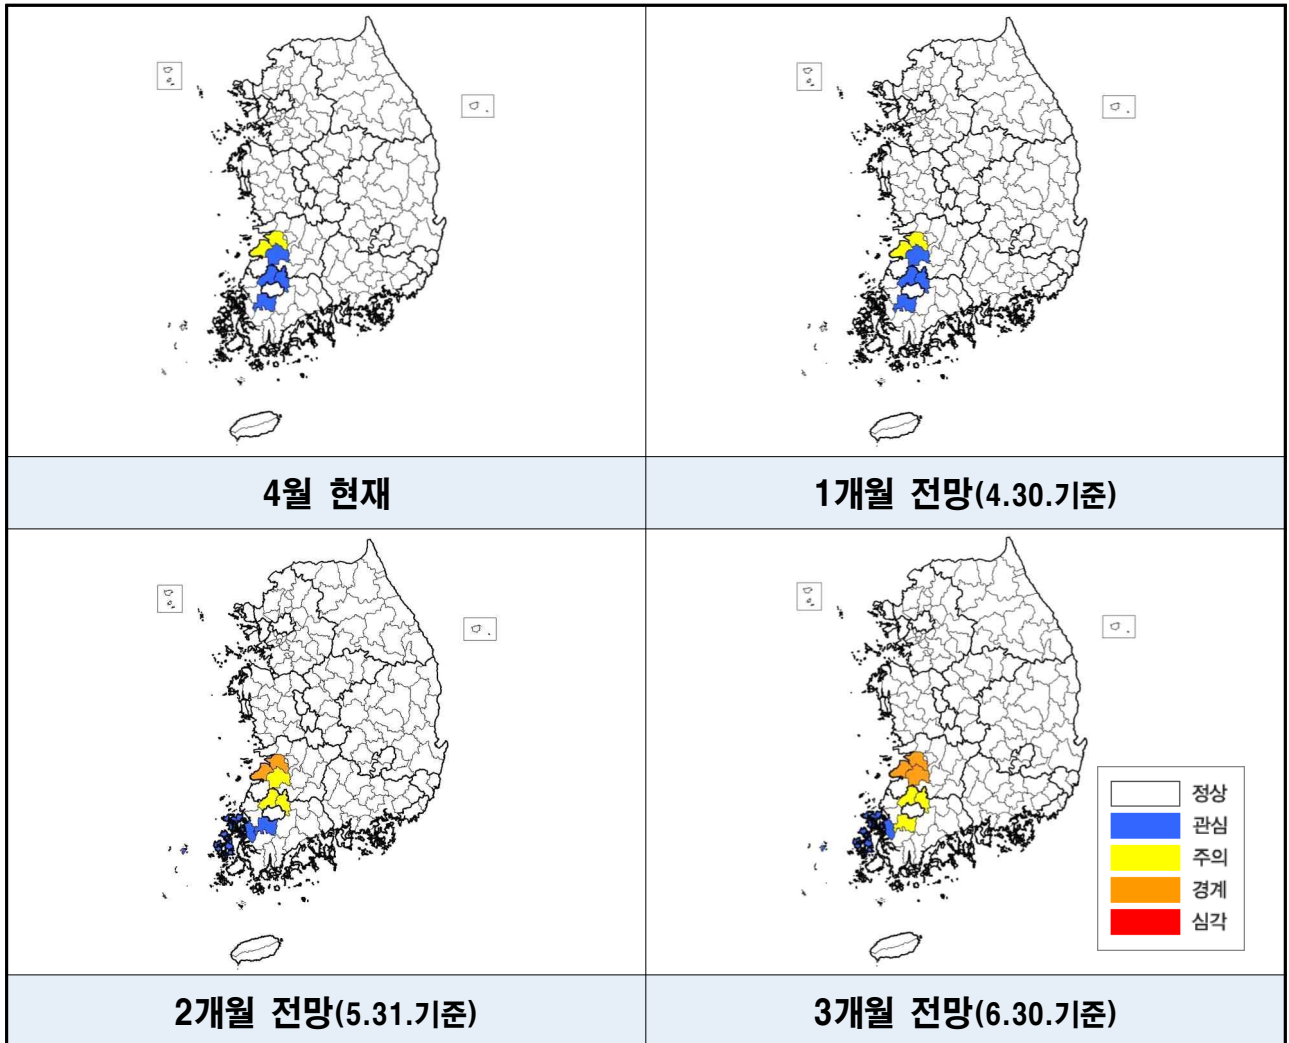 4월 현재
1개월 전망(4.30.기준)
정상
관심
주의
경계
심각
2개월 전망(5.31.기준)
3개월 전망(6.30.기준)